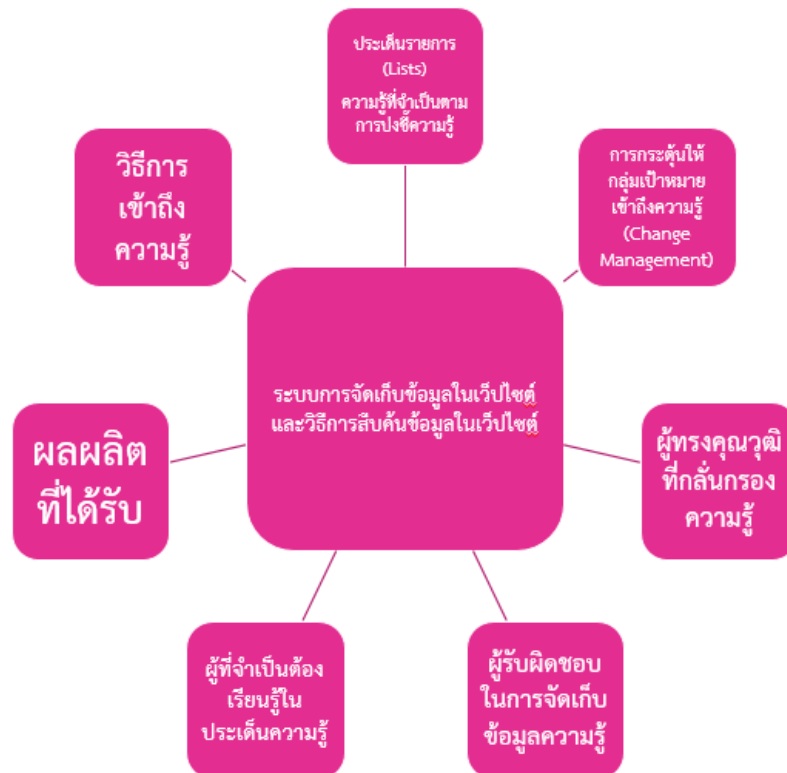 ประเด็นรายการ
(Lists)
ความรู้ที่จำเป็นตาม
การบ่งชี้ความรู้
การกระตุ้นให้
กลุ่มเป้าหมาย
เข้าถึงความรู้
(Change
Management)
ผู้ทรงคุณวุฒิ
ที่กลั่นกรอง
ความรู้
ผู้รับผิดชอบ
ในการจัดเก็บ
ข้อมูลความรู้
ผู้ที่จำเป็นต้อง
เรียนรู้ใน
ประเด็นความรู้
ผลผลิต
ที่ได้รับ
วิธีการ
เข้าถึง
ความรู้
ระบบการจัดเก็บข้อมูลในเว็ปไซต์
และวิธีการสืบค้นข้อมูลในเว็ปไซต์